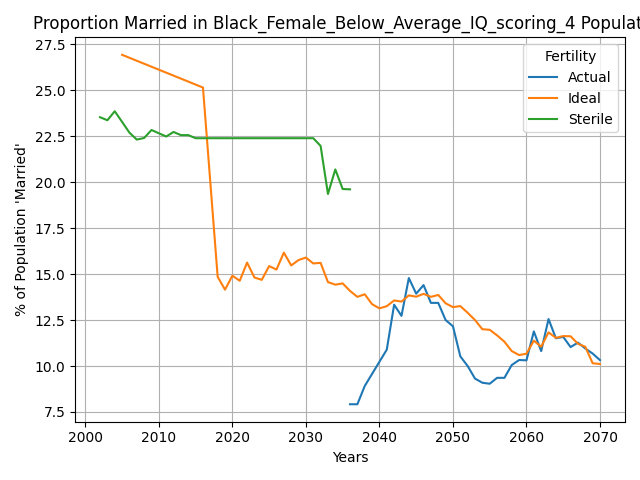 Proportion Married in Black_Female_Below_Average_IQ_scoring_4 Populat
27.5
25.0
22.5
20.0
17.5
15.0
12.5
10.0
7.5
% of Population 'Married'
Fertility
Actual
Ideal
Sterile
2000 2010 2020 2030 2040 2050 2060 2070
Years